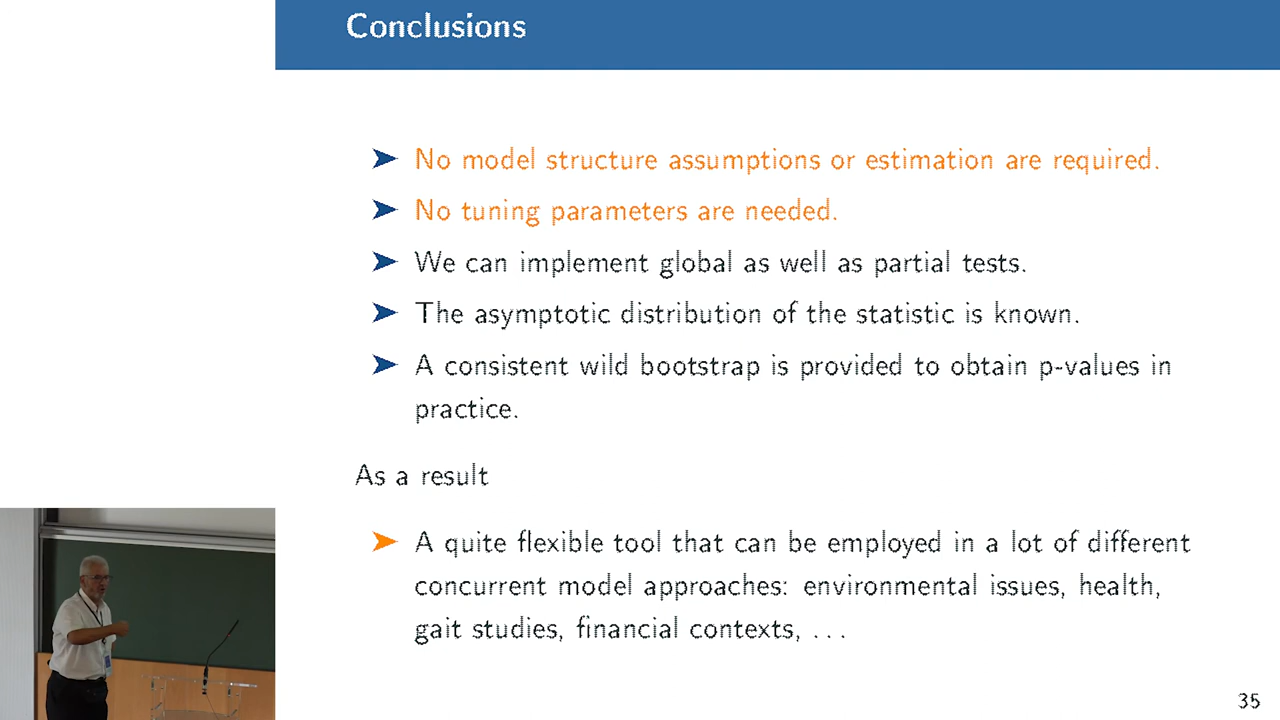 Conclusions
No model structure assumptions or estimation are required.
No tuning parameters are needed.
We can implement global as well as partial tests.
The asymptotic distribution of the statistic is known.
A consistent wild bootstrap is provided to obtain p-values in
practice.
As a result
A quite flexible tool that can be employed in a lot of different
concurrent model approaches: environmental issues, health,
gait studies, financial contexts, ...
35